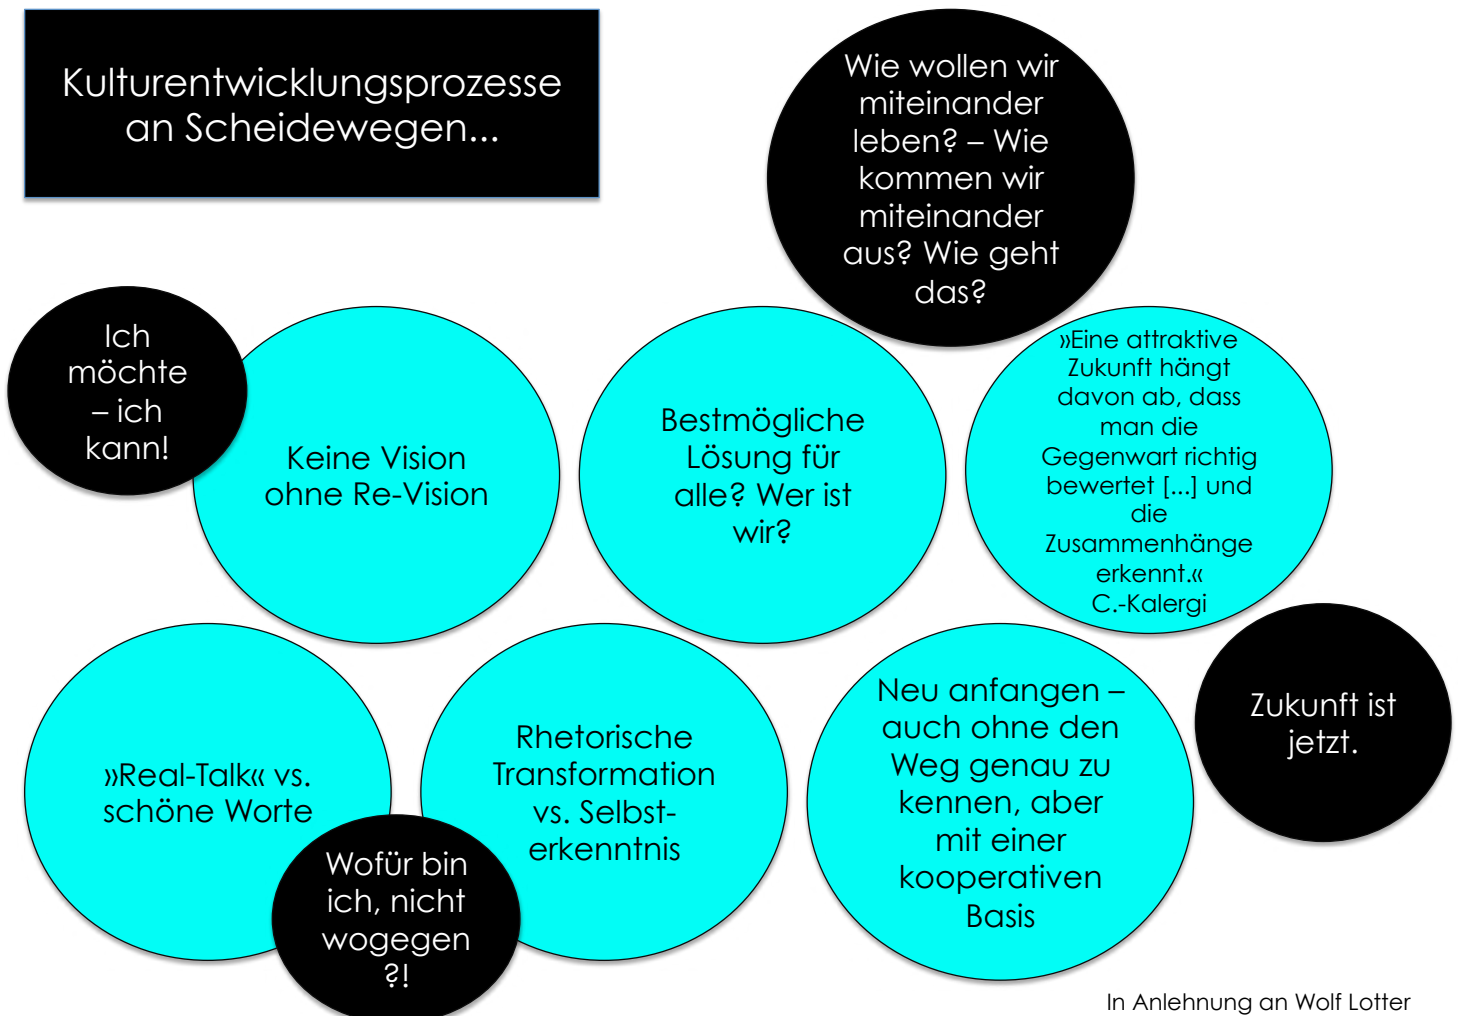 Kulturentwicklungsprozesse
an Scheidewegen...
Wie wollen wir
miteinander
leben? – Wie
kommen wir
miteinander
aus? Wie geht
das?
Ich
möchte
– ich
kann!
Keine Vision
ohne Re-Vision
Bestmögliche
Lösung für
alle? Wer ist
wir?
»Eine attraktive
Zukunft hängt
davon ab, dass
man die
Gegenwart richtig
bewertet [...] und
die
Zusammenhänge
erkennt.«
C.-Kalergi
»Real-Talk« vs.
schöne Worte
Wofür bin
ich, nicht
wogegen
?!
Rhetorische
Transformation
vs. Selbst-
erkenntnis
Neu anfangen –
auch ohne den
Weg genau zu
kennen, aber
mit einer
kooperativen
Basis
Zukunft ist
jetzt.
In Anlehnung an Wolf Lotter